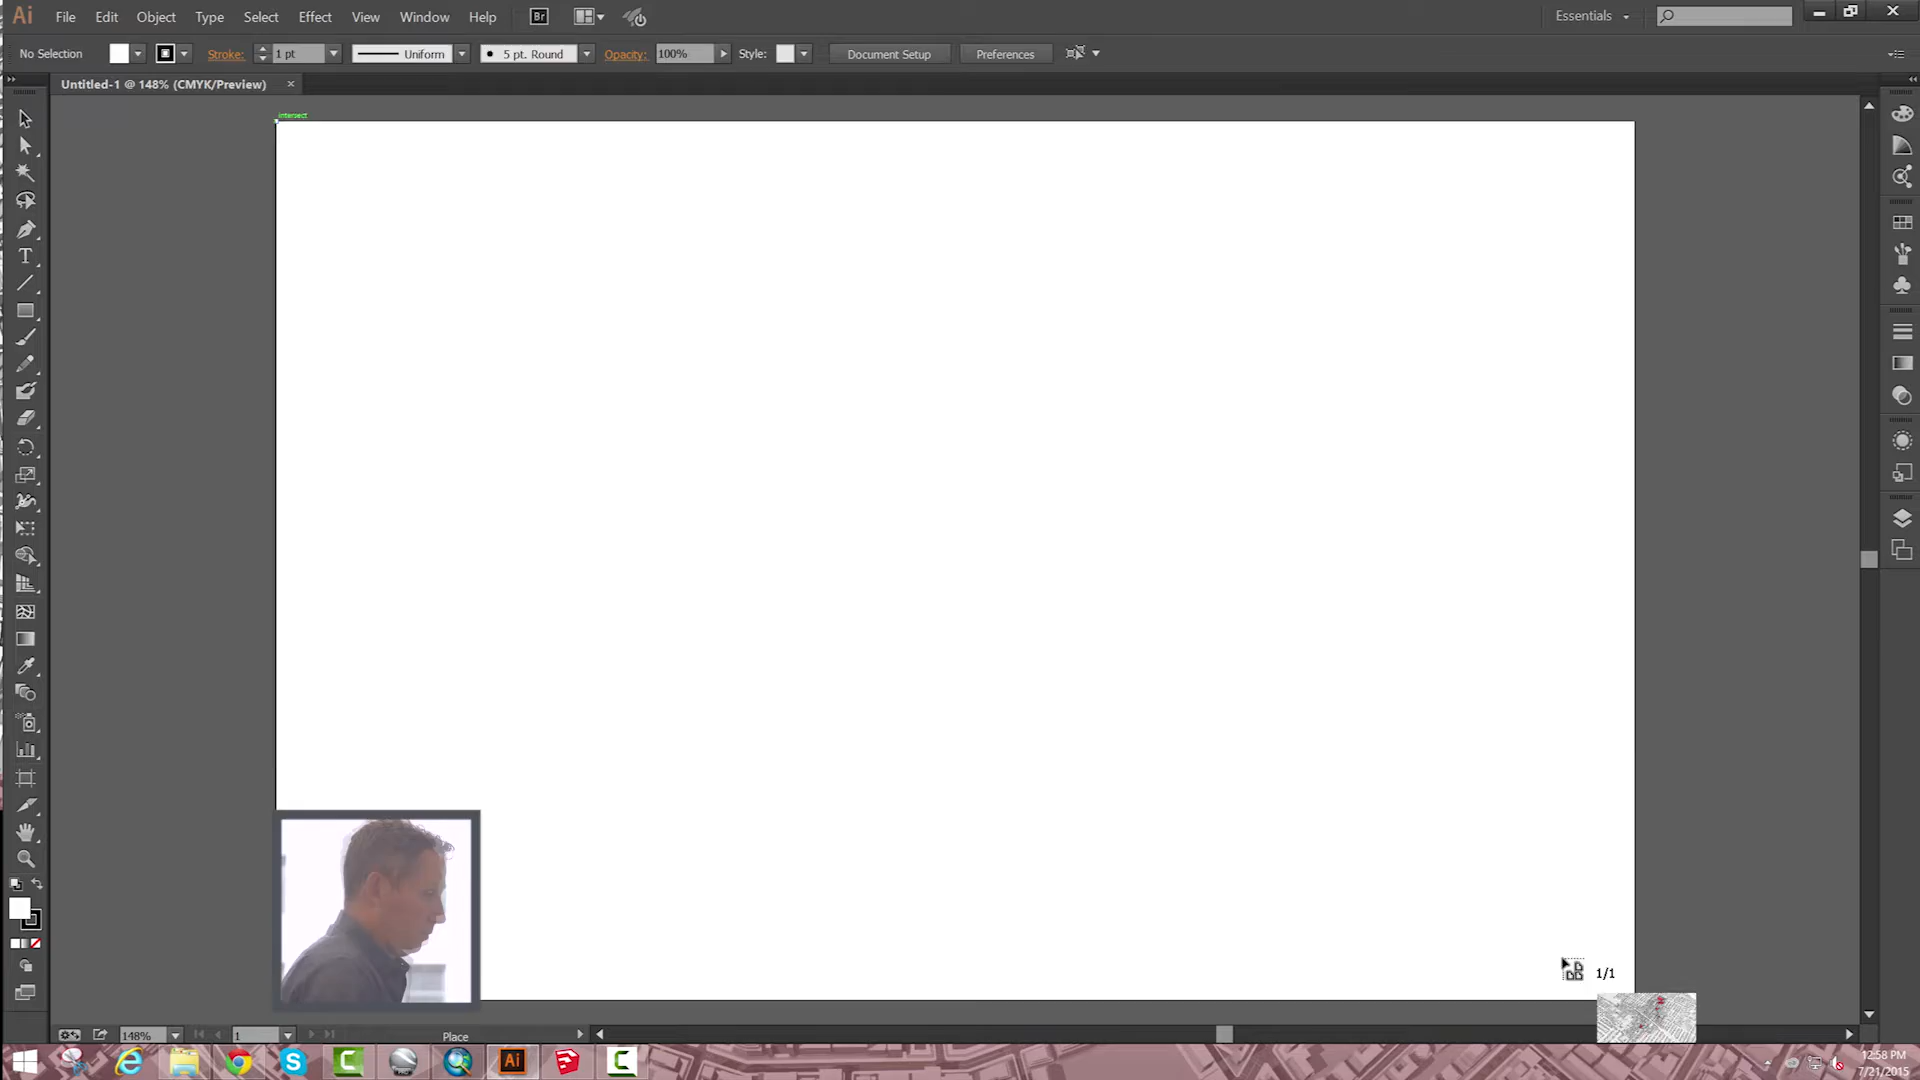 Ai File Edit Object Type Select Effect View Window Help Br Essentials
No Selection Stroke: 1 pt Uniform 5 pt. Round Opacity: 100% Style: Document Setup Preferences
Untitled-1 @ 148% (CMYK/Preview)
intersect
T
1/1
148% 1 Place
Ai
12:58 PM
7/21/2015